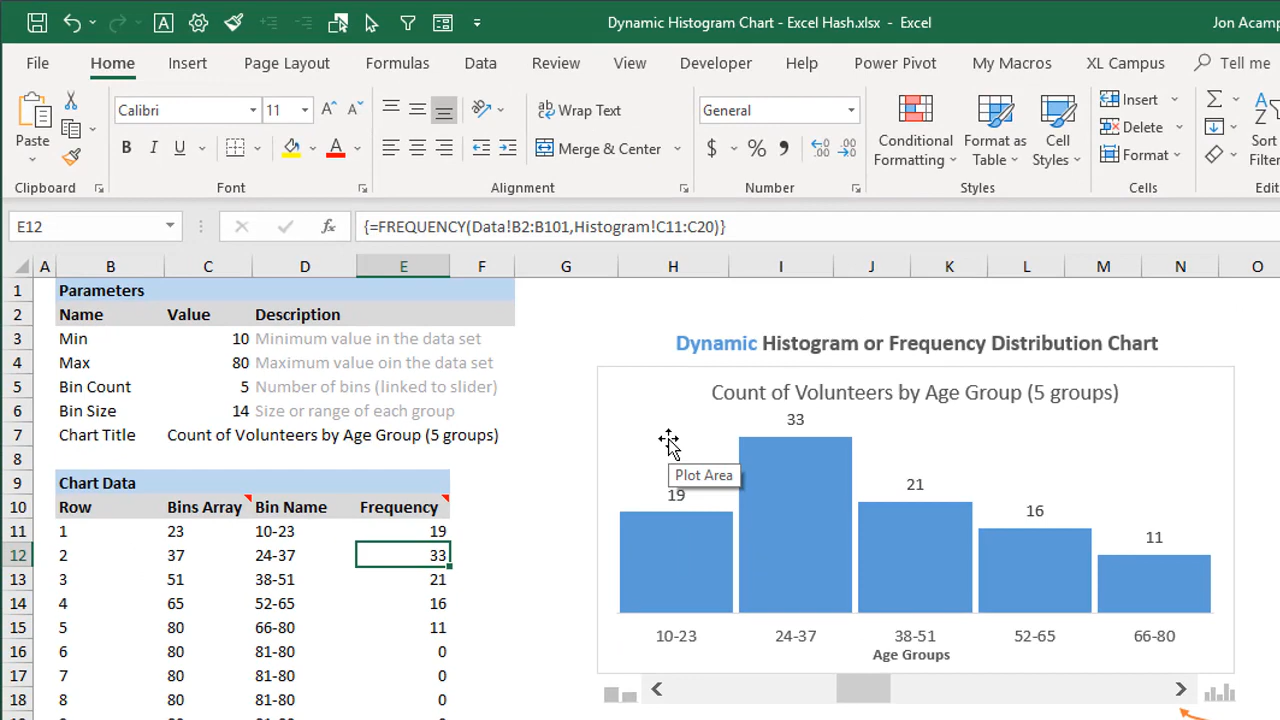 Dynamic Histogram Chart - Excel Hash.xlsx - Excel
Jon Acamp
File Home Insert Page Layout Formulas Data Review View Developer Help Power Pivot My Macros XL Campus Tell me
Paste
Calibri 11
Wrap Text
General
Merge & Center
Conditional Formatting
Format as Table
Cell Styles
Insert
Delete
Format
Sort
Filter
Clipboard Font Alignment Number Styles Cells Edit
E12 fx {=FREQUENCY(Data!B2:B101,Histogram!C11:C20)}
A B C D E F G H I J K L M N O
1 Parameters
2 Name Value Description
3 Min 10 Minimum value in the data set
4 Max 80 Maximum value oin the data set
5 Bin Count 5 Number of bins (linked to slider)
6 Bin Size 14 Size or range of each group
7 Chart Title Count of Volunteers by Age Group (5 groups)
8
9 Chart Data
10 Row Bins Array Bin Name Frequency
11 1 23 10-23 19
12 2 37 24-37 33
13 3 51 38-51 21
14 4 65 52-65 16
15 5 80 66-80 11
16 6 80 81-80 0
17 7 80 81-80 0
18 8 80 81-80 0
Dynamic Histogram or Frequency Distribution Chart
Count of Volunteers by Age Group (5 groups)
Plot Area
19 33 21 16 11
10-23 24-37 38-51 52-65 66-80
Age Groups